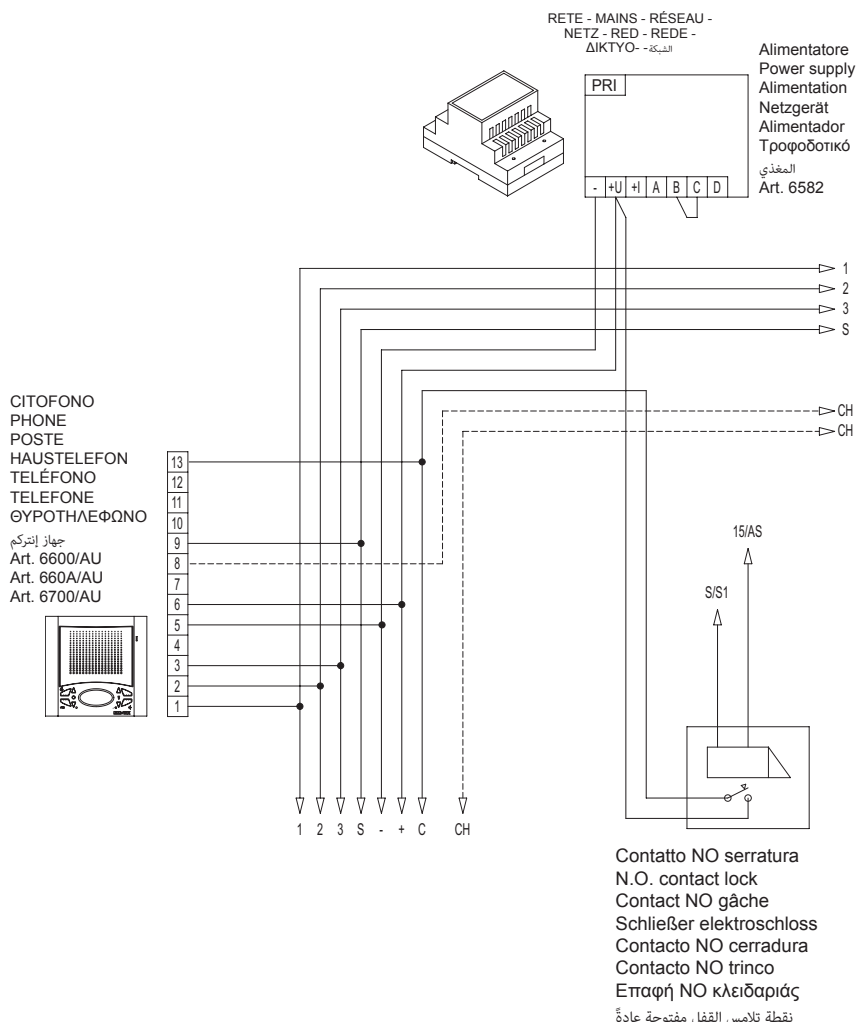 RETE - MAINS - RÉSEAU -
NETZ - RED - REDE -
ΔΙΚΤΥΟ- -الشبكة
Alimentatore
Power supply
Alimentation
Netzgerät
Alimentador
Τροφοδοτικό
المغذي
Art. 6582
PRI
- +U +I A B C D
1
2
3
S
CH
CH
CITOFONO
PHONE
POSTE
HAUSTELEFON
TELÉFONO
TELEFONE
ΘΥΡΟΤΗΛΕΦΩΝΟ
جهاز إنتركم
Art. 6600/AU
Art. 660A/AU
Art. 6700/AU
13
12
11
10
9
8
7
6
5
4
3
2
1
15/AS
S/S1
1 2 3 S - + C CH
Contatto NO serratura
N.O. contact lock
Contact NO gâche
Schließer elektroschloss
Contacto NO cerradura
Contacto NO trinco
Επαφή NO κλειδαριάς
نقطة تلامس القفل مفتوحة عادةً